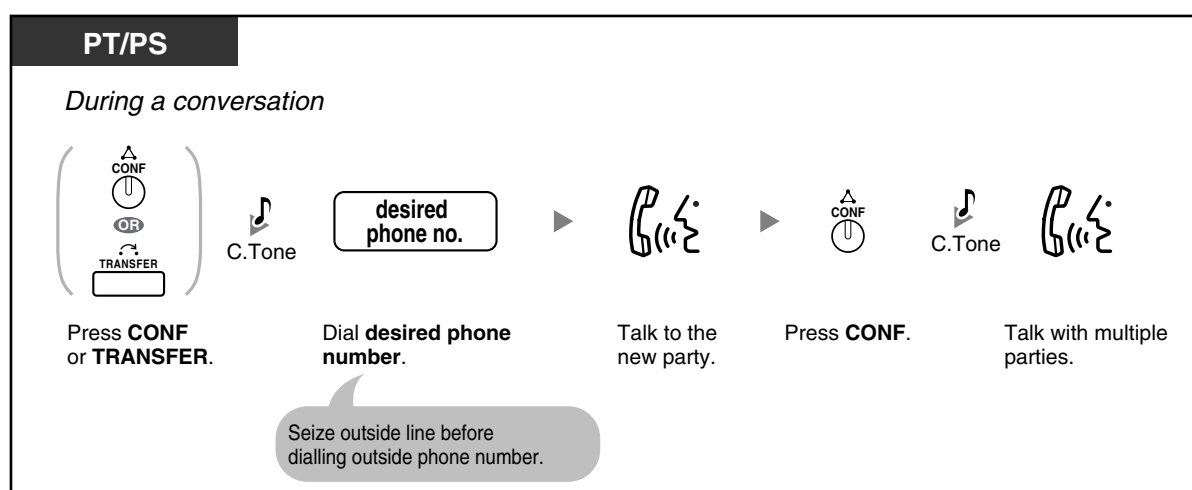 PT/PS
During a conversation
CONF
OR
TRANSFER
C.Tone
desired
phone no.
CONF
C.Tone
Press CONF
or TRANSFER.
Dial desired phone
number.
Talk to the
new party.
Press CONF.
Talk with multiple
parties.
Seize outside line before
dialling outside phone number.